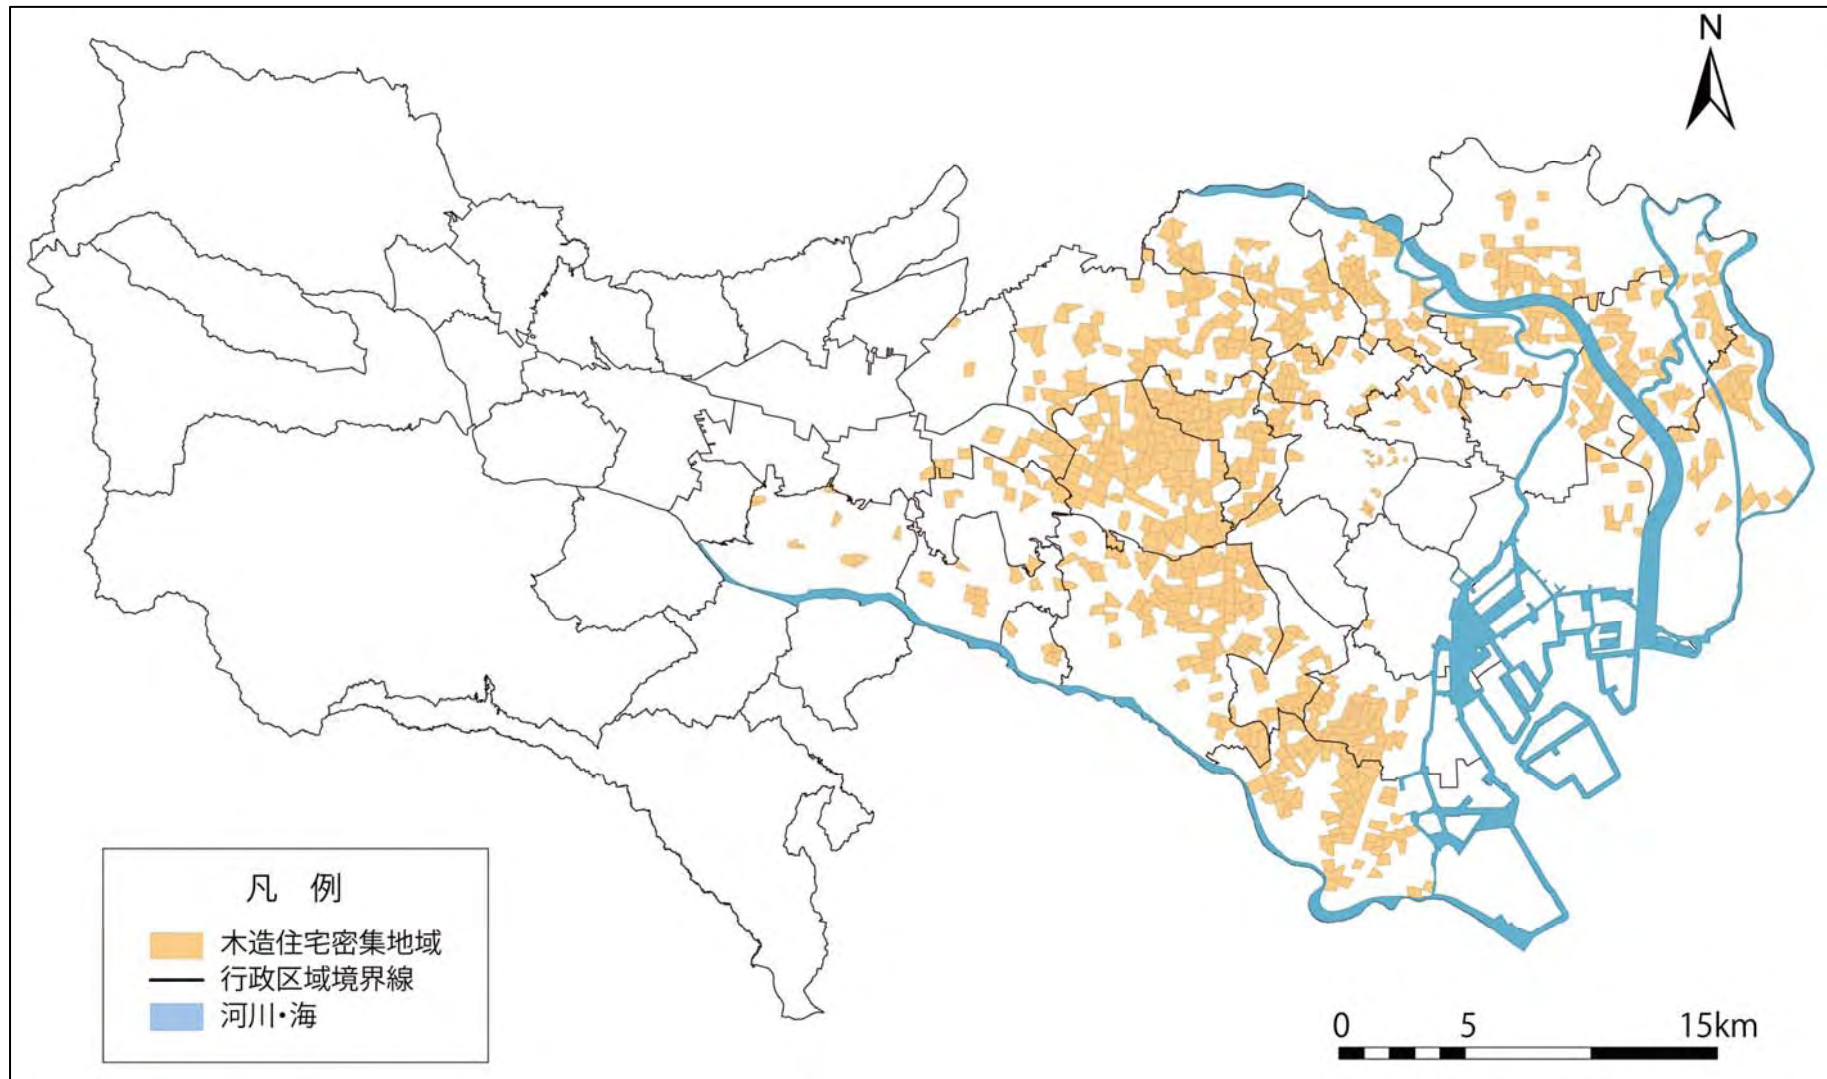 N
凡 例
木造住宅密集地域
行政区域境界線
河川・海
0 5 15km